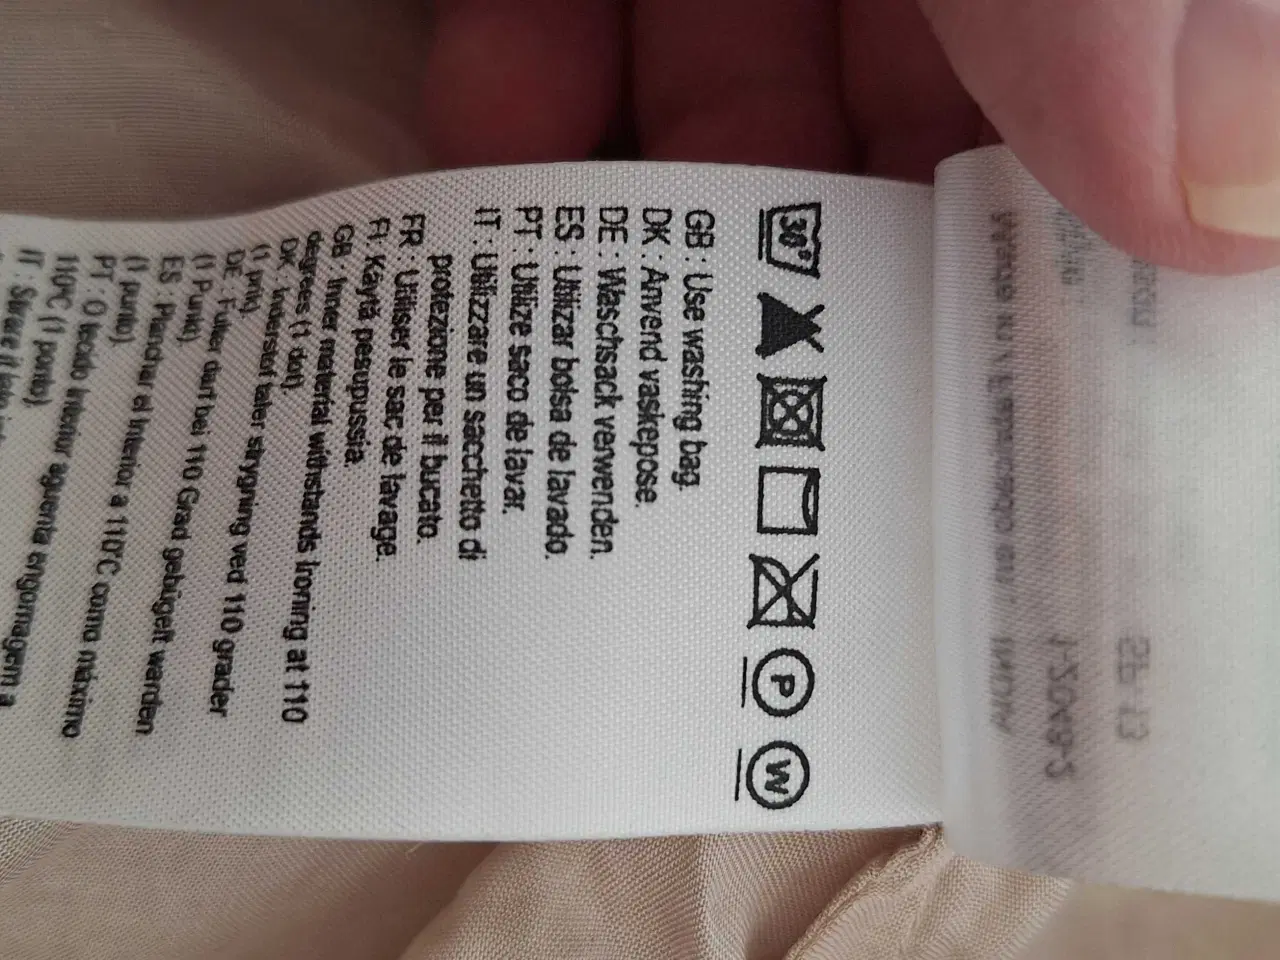 30°
P
W
GB : Use washing bag.
DK : Anvend vaskepose.
DE : Waschsack verwenden.
ES : Utilizar bolsa de lavado.
PT : Utilize saco de lavar.
IT : Utilizzare un sacchetto di
protezione per il bucato.
FR : Utiliser le sac de lavage.
FI : Käytä pesupussia.
GB : Inner material withstands ironing at 110
degrees (1 dot).
DK : Inderstof tåler strygning ved 110 grader
(1 prik).
DE : Futter darf bei 110 Grad gebügelt werden
(1 Punkt).
ES : Planchar el interior a 110°C como máximo
(1 punto).
PT : O tecido interior aguenta engomagem a
110°C (1 ponto).
IT : Stirare il